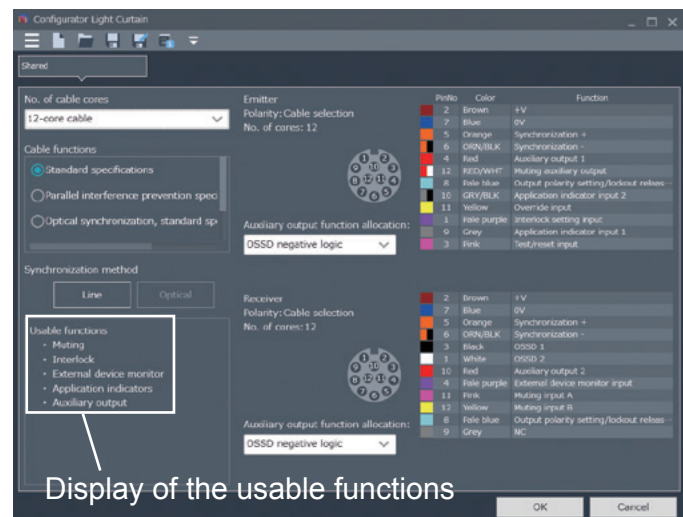 Configurator Light Curtain
Shared
No. of cable cores
12-core cable
Cable functions
Standard specifications
Parallel interference prevention spec
Optical synchronization, standard sp
Synchronization method
Line
Optical
Usable functions
• Muting
• Interlock
• External device monitor
• Application indicators
• Auxiliary output
Emitter
Polarity: Cable selection
No. of cores: 12
Auxiliary output function allocation:
OSSD negative logic
PinNo Color Function
2 Brown +V
7 Blue 0V
5 Orange Synchronization +
6 ORN/BLK Synchronization -
4 Red Auxiliary output 1
12 RED/WHT Muting auxiliary output
8 Pale blue Output polarity setting/lockout releas···
10 GRY/BLK Application indicator input 2
11 Yellow Override input
1 Pale purple Interlock setting input
9 Grey Application indicator input 1
3 Pink Test/reset input
Receiver
Polarity: Cable selection
No. of cores: 12
Auxiliary output function allocation:
OSSD negative logic
2 Brown +V
7 Blue 0V
5 Orange Synchronization +
6 ORN/BLK Synchronization -
3 Black OSSD 1
1 White OSSD 2
10 Red Auxiliary output 2
4 Pale purple External device monitor input
11 Pink Muting input A
12 Yellow Muting input B
8 Pale blue Output polarity setting/lockout releas···
9 Grey NC
Display of the usable functions
OK
Cancel